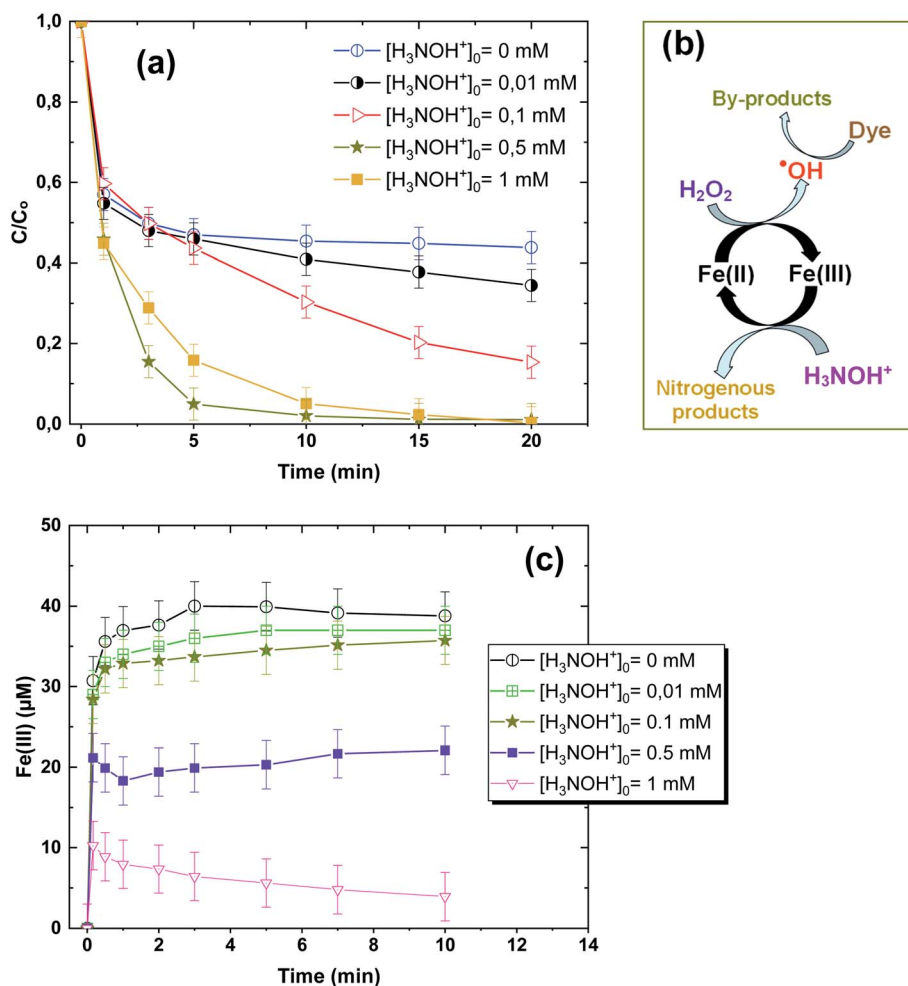 (a)
[H₃NOH⁺]₀= 0 mM
[H₃NOH⁺]₀= 0,01 mM
[H₃NOH⁺]₀= 0,1 mM
[H₃NOH⁺]₀= 0,5 mM
[H₃NOH⁺]₀= 1 mM
1,0
0,8
0,6
0,4
0,2
0,0
C/Cₒ
0 5 10 15 20
Time (min)
(b)
By-products
Dye
•OH
H₂O₂
Fe(II) Fe(III)
H₃NOH⁺
Nitrogenous
products
(c)
50
40
30
20
10
0
Fe(III) (µM)
[H₃NOH⁺]₀= 0 mM
[H₃NOH⁺]₀= 0,01 mM
[H₃NOH⁺]₀= 0.1 mM
[H₃NOH⁺]₀= 0.5 mM
[H₃NOH⁺]₀= 1 mM
0 2 4 6 8 10 12 14
Time (min)